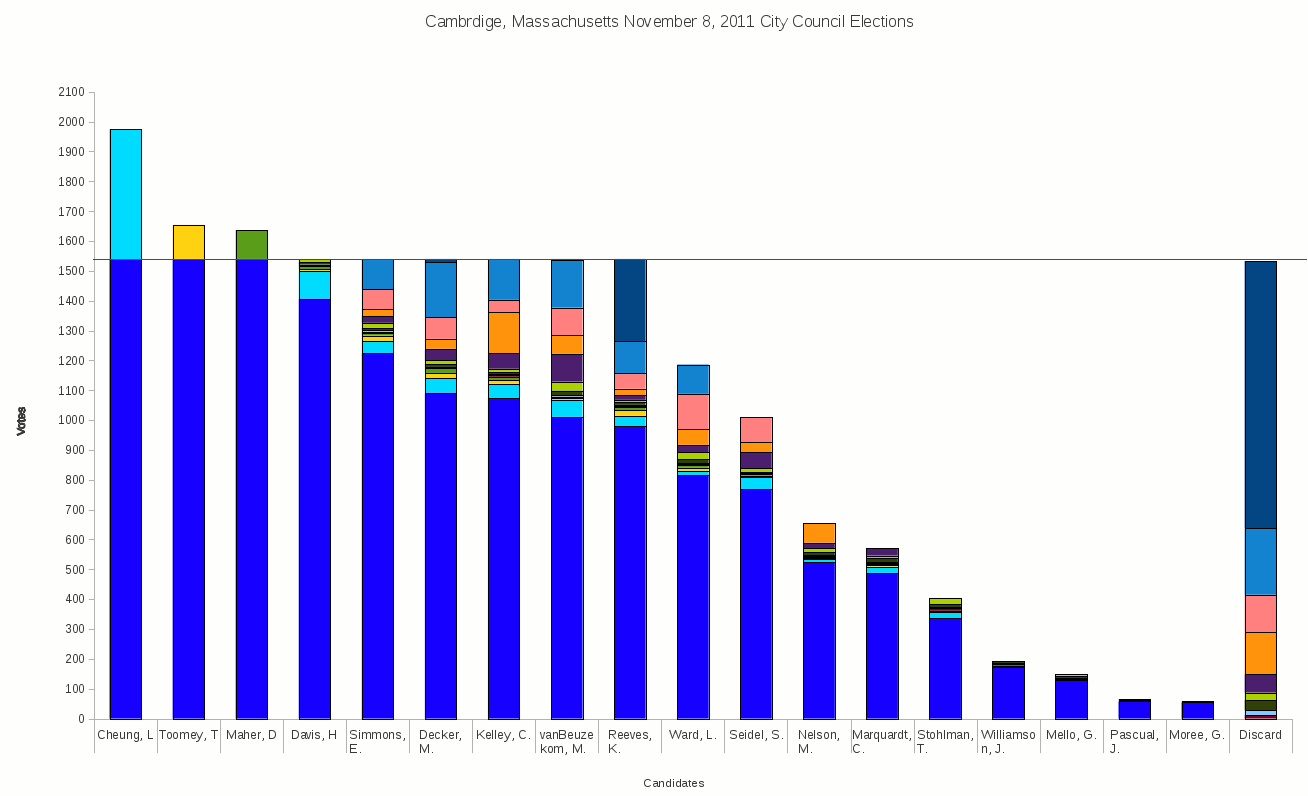 Cambrdige, Massachusetts November 8, 2011 City Council Elections
2100
2000
1900
1800
1700
1600
1500
1400
1300
1200
1100
1000
900
800
700
600
500
400
300
200
100
0
Votes
Cheung, L
Toomey, T
Maher, D
Davis, H
Simmons,
E.
Decker,
M.
Kelley, C.
vanBeuze
kom, M.
Reeves,
K.
Ward, L.
Seidel, S.
Nelson,
M.
Marquardt,
C.
Stohlman,
T.
Williamso
n, J.
Mello, G.
Pascual,
J.
Moree, G.
Discard
Candidates